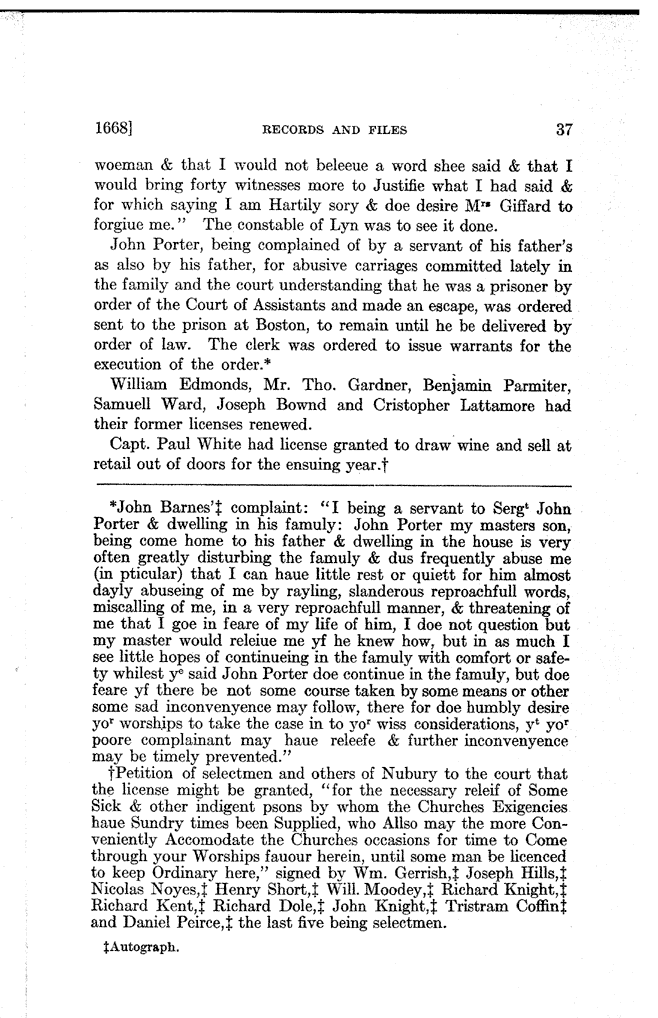 1668] RECORDS AND FILES 37
woeman & that I would not beleeue a word shee said & that I
would bring forty witnesses more to Justifie what I had said &
for which saying I am Hartily sory & doe desire Mrs Giffard to
forgiue me." The constable of Lyn was to see it done.
John Porter, being complained of by a servant of his father's
as also by his father, for abusive carriages committed lately in
the family and the court understanding that he was a prisoner by
order of the Court of Assistants and made an escape, was ordered
sent to the prison at Boston, to remain until he be delivered by
order of law. The clerk was ordered to issue warrants for the
execution of the order.*
William Edmonds, Mr. Tho. Gardner, Benjamin Parmiter,
Samuell Ward, Joseph Bownd and Cristopher Lattamore had
their former licenses renewed.
Capt. Paul White had license granted to draw wine and sell at
retail out of doors for the ensuing year.†
*John Barnes'‡ complaint: "I being a servant to Sergt John
Porter & dwelling in his famuly: John Porter my masters son,
being come home to his father & dwelling in the house is very
often greatly disturbing the famuly & dus frequently abuse me
(in pticular) that I can haue little rest or quiett for him almost
dayly abuseing of me by rayling, slanderous reproachfull words,
miscalling of me, in a very reproachfull manner, & threatening of
me that I goe in feare of my life of him, I doe not question but
my master would releiue me yf he knew how, but in as much I
see little hopes of continueing in the famuly with comfort or safe-
ty whilest ye said John Porter doe continue in the famuly, but doe
feare yf there be not some course taken by some means or other
some sad inconvenyence may follow, there for doe humbly desire
yor worships to take the case in to yor wiss considerations, yt yor
poore complainant may haue releefe & further inconvenyence
may be timely prevented."
†Petition of selectmen and others of Nubury to the court that
the license might be granted, "for the necessary releif of Some
Sick & other indigent psons by whom the Churches Exigencies
haue Sundry times been Supplied, who Allso may the more Con-
veniently Accomodate the Churches occasions for time to Come
through your Worships fauour herein, until some man be licenced
to keep Ordinary here," signed by Wm. Gerrish,‡ Joseph Hills,‡
Nicolas Noyes,‡ Henry Short,‡ Will. Moodey,‡ Richard Knight,‡
Richard Kent,‡ Richard Dole,‡ John Knight,‡ Tristram Coffin‡
and Daniel Peirce,‡ the last five being selectmen.
‡Autograph.